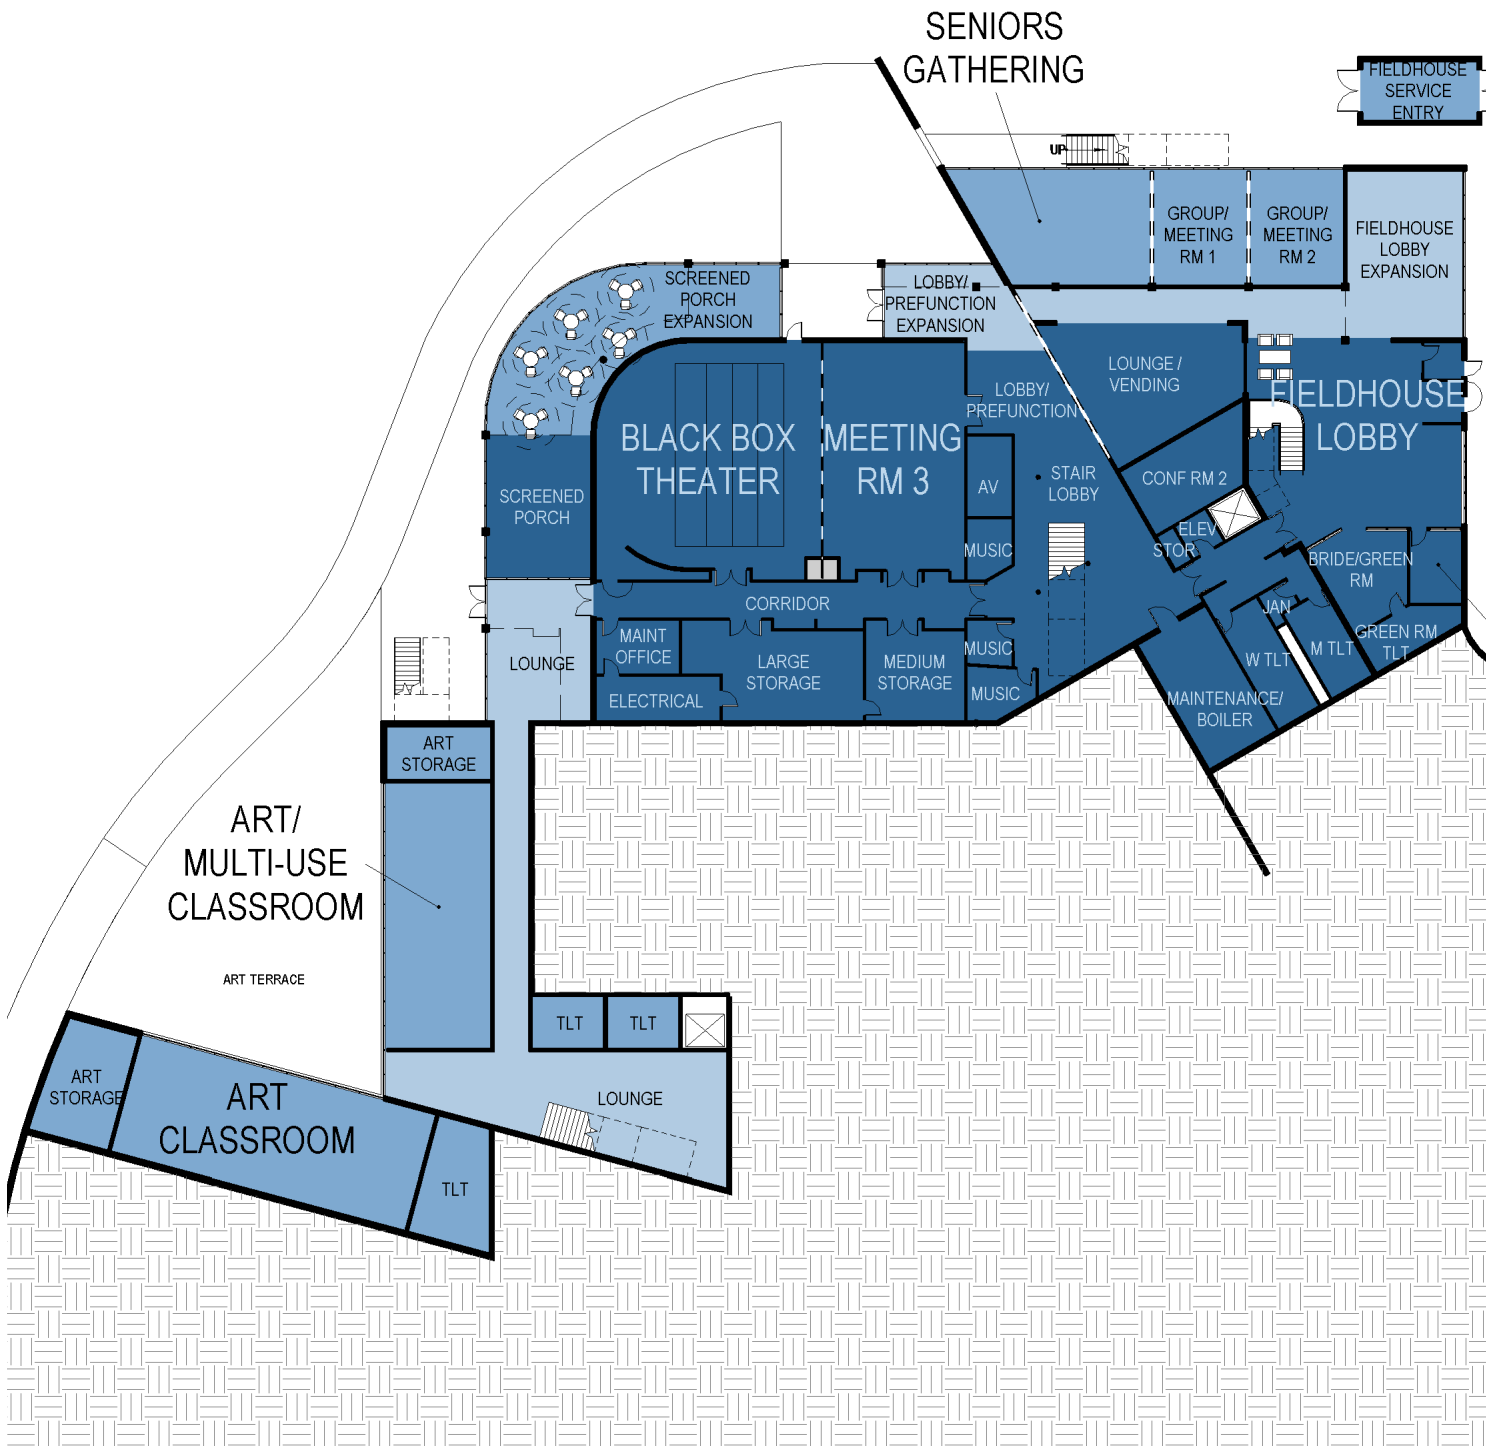 SENIORS
GATHERING
FIELDHOUSE
SERVICE
ENTRY
UP
GROUP/
MEETING
RM 1
GROUP/
MEETING
RM 2
FIELDHOUSE
LOBBY
EXPANSION
SCREENED
PORCH
EXPANSION
LOBBY/
PREFUNCTION
EXPANSION
LOUNGE /
VENDING
LOBBY/
PREFUNCTION
FIELDHOUSE
LOBBY
BLACK BOX
THEATER
MEETING
RM 3
SCREENED
PORCH
AV
STAIR
LOBBY
CONF RM 2
ELEV
STOR
MUSIC
BRIDE/GREEN
RM
CORRIDOR
JAN
MAINT
OFFICE
LOUNGE
LARGE
STORAGE
MEDIUM
STORAGE
MUSIC
MUSIC
W TLT
M TLT
GREEN RM
TLT
ELECTRICAL
MAINTENANCE/
BOILER
ART
STORAGE
ART/
MULTI-USE
CLASSROOM
ART TERRACE
TLT
TLT
ART
STORAGE
ART
CLASSROOM
LOUNGE
TLT